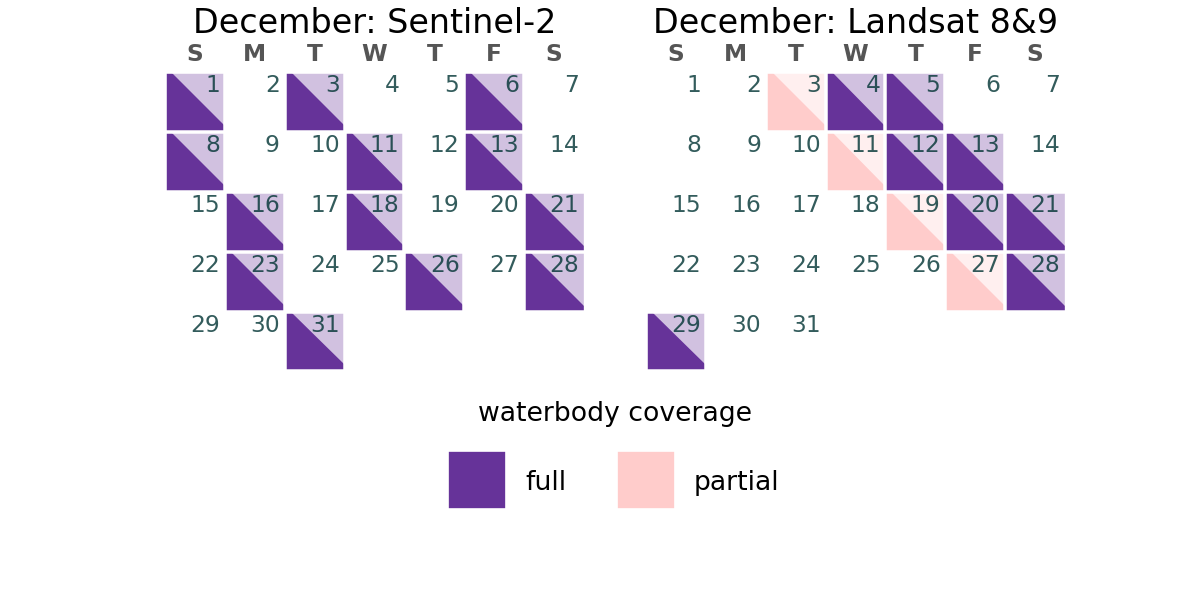 December: Sentinel-2
S M T W T F S
1 2 3 4 5 6 7
8 9 10 11 12 13 14
15 16 17 18 19 20 21
22 23 24 25 26 27 28
29 30 31
December: Landsat 8&9
S M T W T F S
1 2 3 4 5 6 7
8 9 10 11 12 13 14
15 16 17 18 19 20 21
22 23 24 25 26 27 28
29 30 31
waterbody coverage
full partial